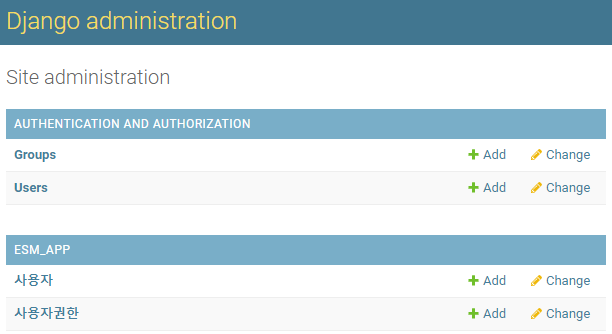 Django administration
Site administration
AUTHENTICATION AND AUTHORIZATION
Groups Add Change
Users Add Change
ESM_APP
사용자 Add Change
사용자권한 Add Change